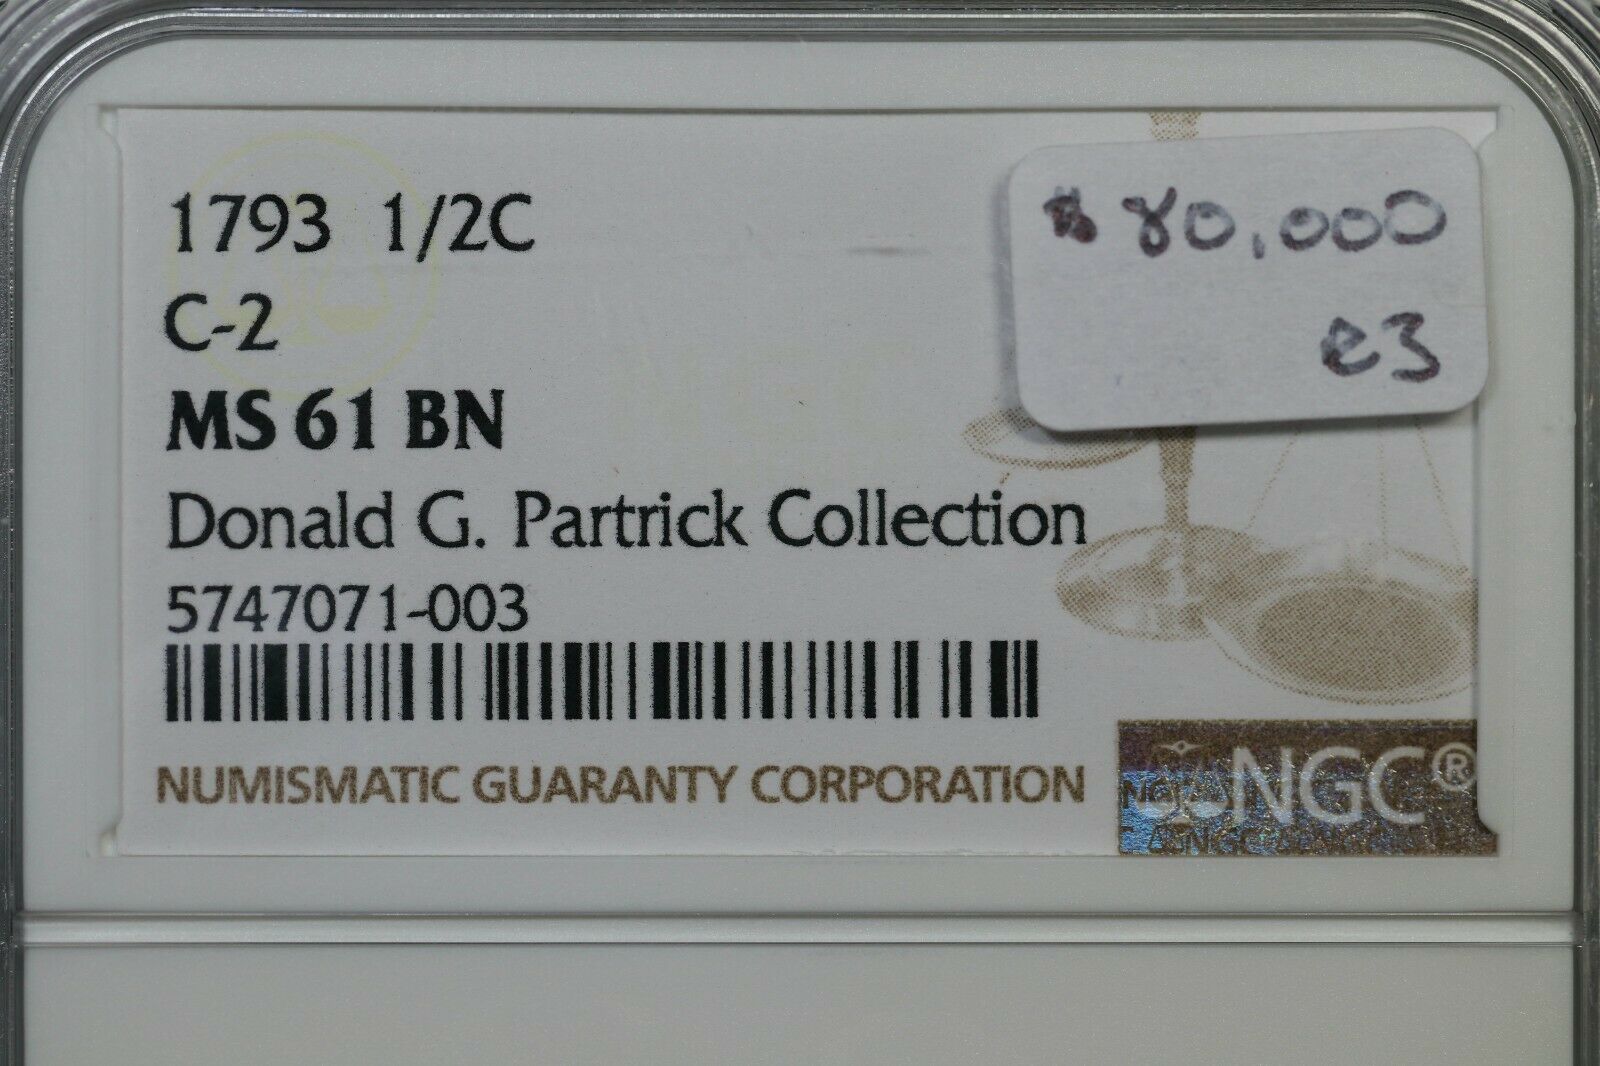 1793 1/2C
C-2
MS 61 BN
Donald G. Partrick Collection
5747071-003
NUMISMATIC GUARANTY CORPORATION
$80,000
e3
NGC®